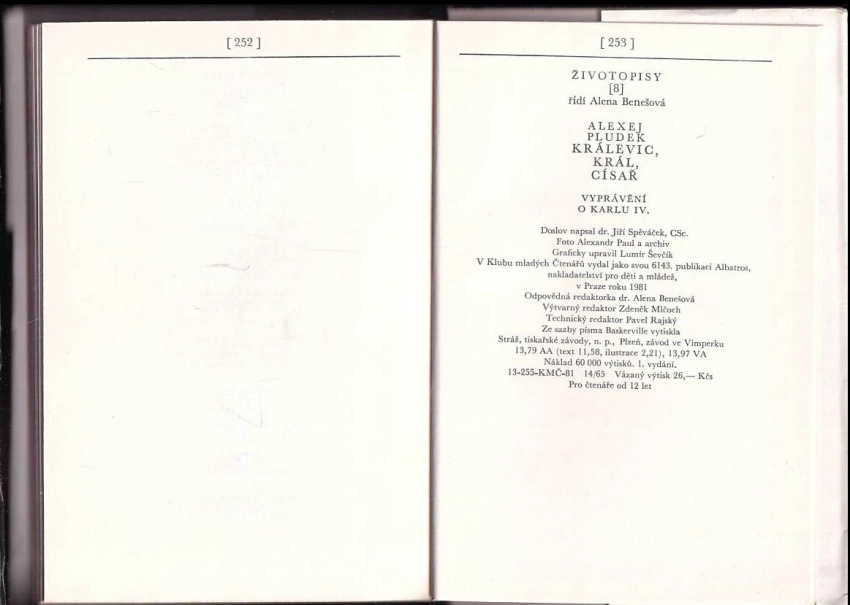 [ 252 ]
[ 253 ]
ŽIVOTOPISY
[8]
řídí Alena Benešová
ALEXEJ
PLUDEK
KRÁLEVIC,
KRÁL,
CÍSAŘ
VYPRÁVĚNÍ
O KARLU IV.
Doslov napsal dr. Jiří Spěváček, CSc.
Foto Alexandr Paul a archiv
Graficky upravil Lumír Ševčík
V Klubu mladých Čtenářů vydal jako svou 6143. publikaci Albatros,
nakladatelství pro děti a mládež,
v Praze roku 1981
Odpovědná redaktorka dr. Alena Benešová
Výtvarný redaktor Zdeněk Mlčoch
Technický redaktor Pavel Rajský
Ze sazby písma Baskerville vytiskla
Stráž, tiskařské závody, n. p., Plzeň, závod ve Vimperku
13,79 AA (text 11,58, ilustrace 2,21), 13,97 VA
Náklad 60 000 výtisků. 1. vydání.
13-255-KMČ-81 14/65 Vázaný výtisk 26,— Kčs
Pro čtenáře od 12 let